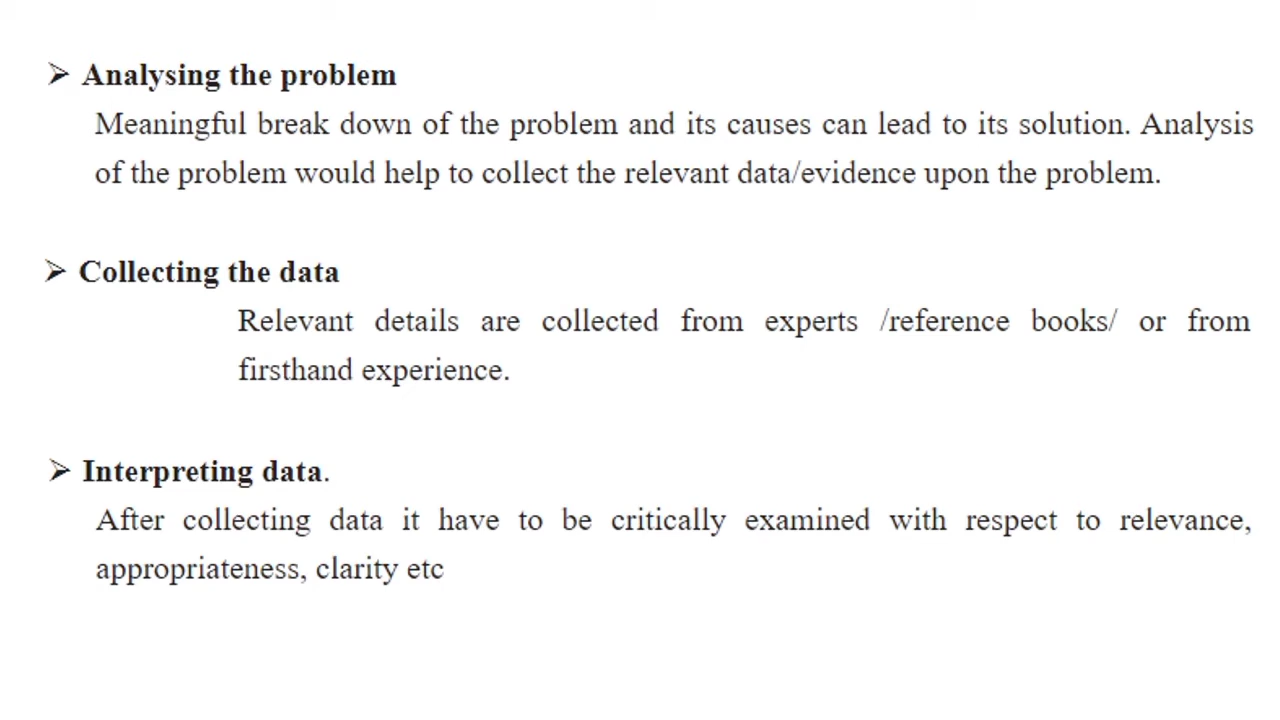 ➢ Analysing the problem
Meaningful break down of the problem and its causes can lead to its solution. Analysis
of the problem would help to collect the relevant data/evidence upon the problem.
➢ Collecting the data
Relevant details are collected from experts /reference books/ or from
firsthand experience.
➢ Interpreting data.
After collecting data it have to be critically examined with respect to relevance,
appropriateness, clarity etc